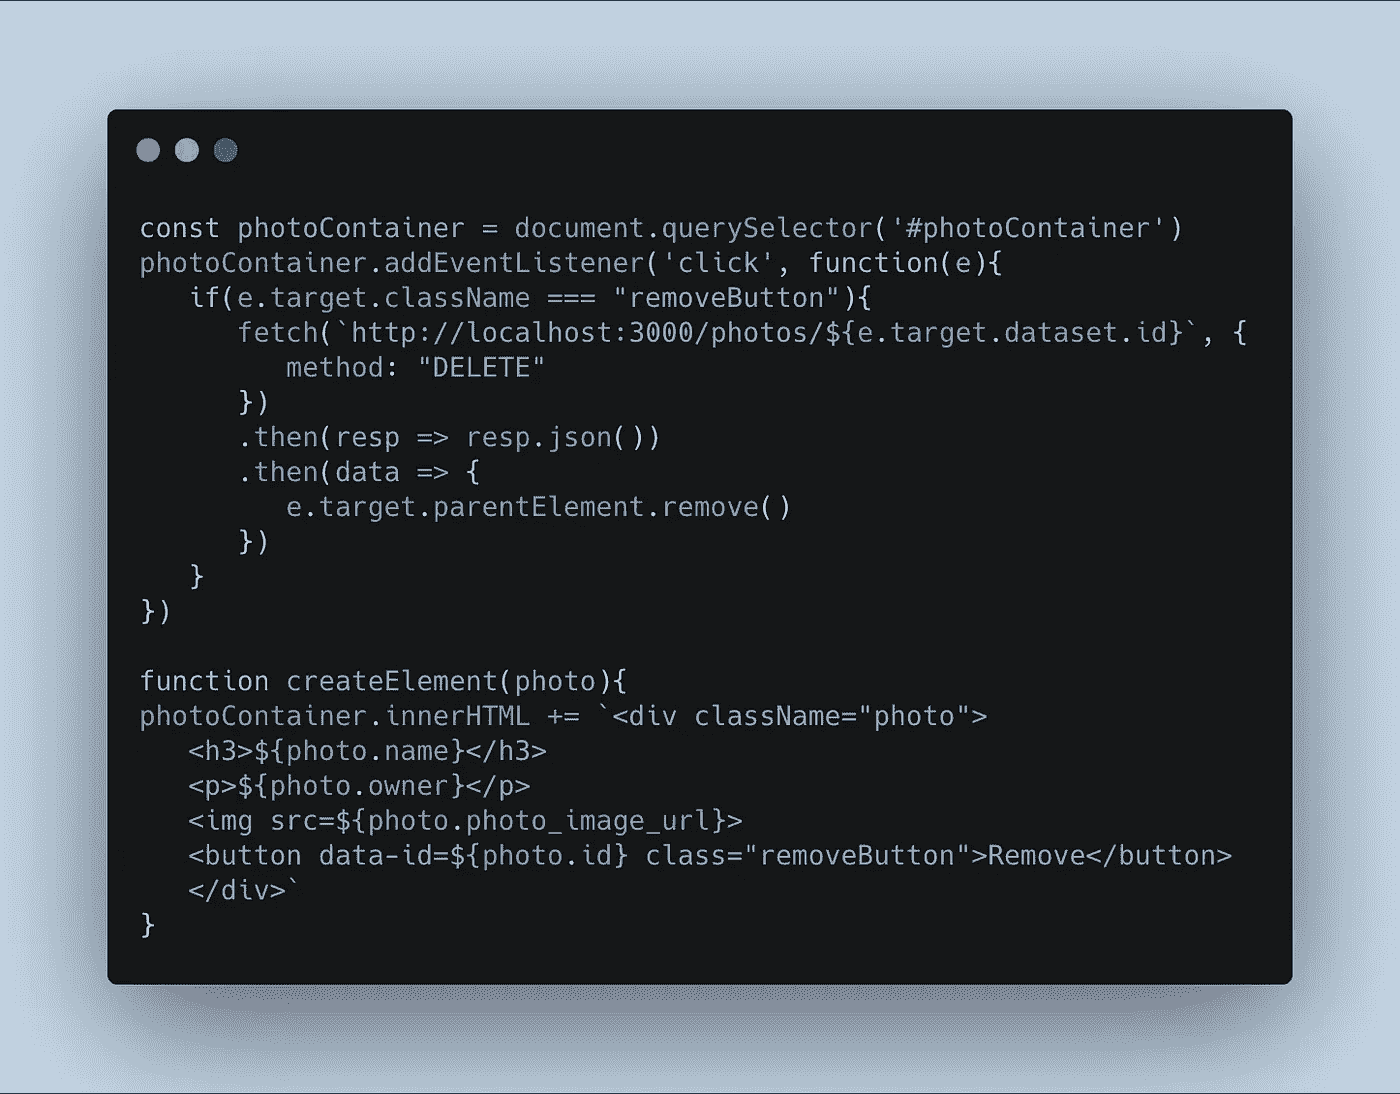 const photoContainer = document.querySelector('#photoContainer')
photoContainer.addEventListener('click', function(e){
   if(e.target.className === "removeButton"){
      fetch(`http://localhost:3000/photos/${e.target.dataset.id}`, {
         method: "DELETE"
      })
      .then(resp => resp.json())
      .then(data => {
         e.target.parentElement.remove()
      })
   }
})

function createElement(photo){
photoContainer.innerHTML += `<div className="photo">
   <h3>${photo.name}</h3>
   <p>${photo.owner}</p>
   <img src=${photo.photo_image_url}>
   <button data-id=${photo.id} class="removeButton">Remove</button>
   </div>`
}